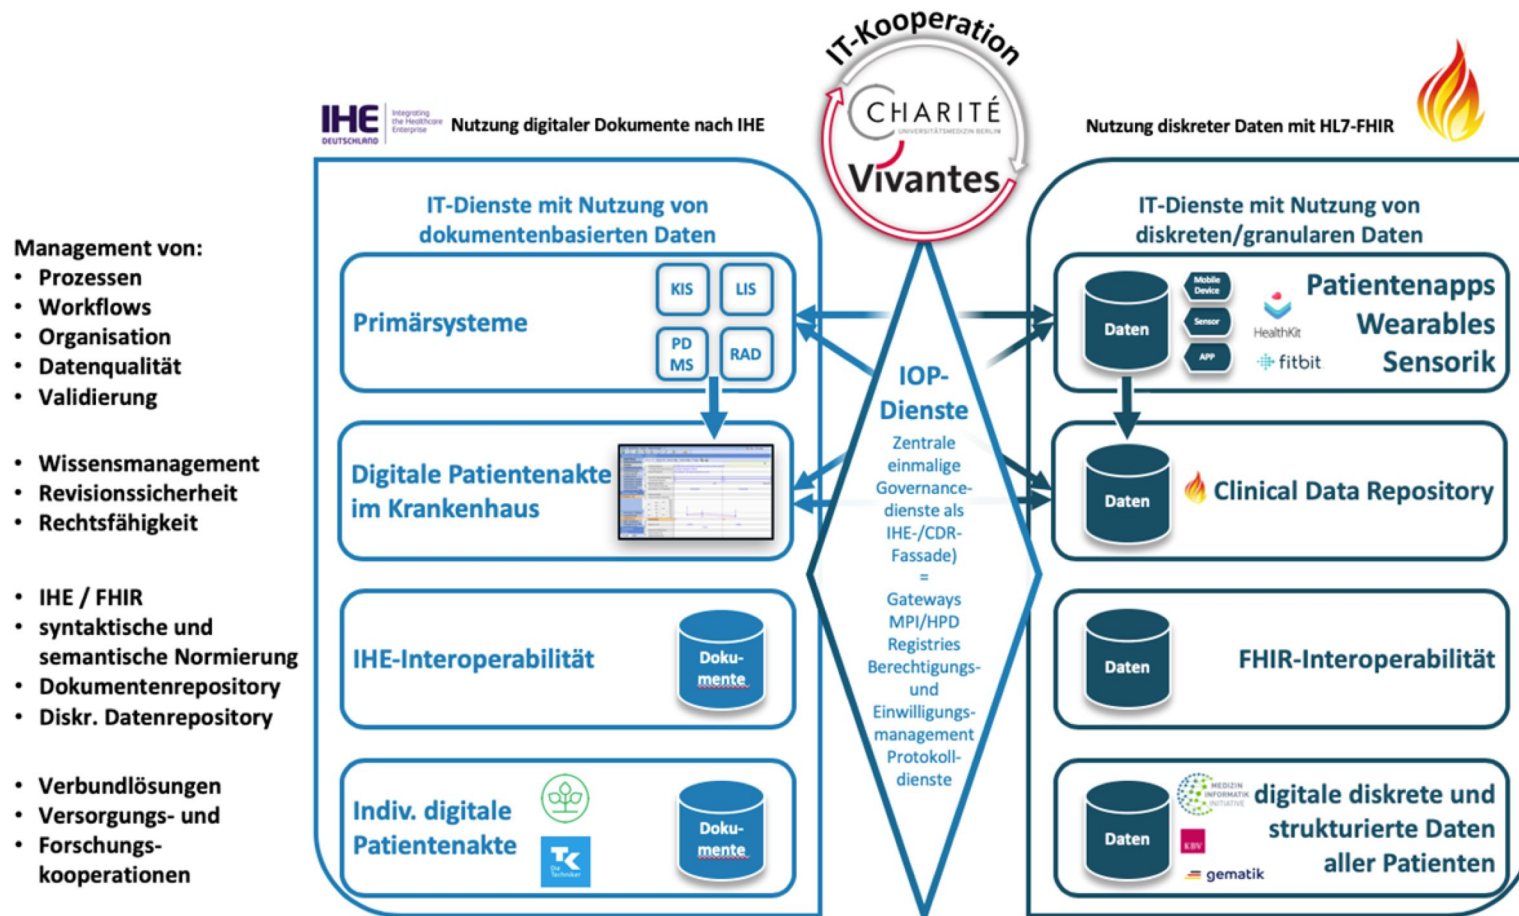 IT-Kooperation
CHARITÉ
UNIVERSITÄTSMEDIZIN BERLIN
Vivantes
IHE
DEUTSCHLAND
Integrating
the Healthcare
Enterprise
Nutzung digitaler Dokumente nach IHE
Nutzung diskreter Daten mit HL7-FHIR
Management von:
• Prozessen
• Workflows
• Organisation
• Datenqualität
• Validierung
• Wissensmanagement
• Revisionssicherheit
• Rechtsfähigkeit
• IHE / FHIR
• syntaktische und
semantische Normierung
• Dokumentenrepository
• Diskr. Datenrepository
• Verbundlösungen
• Versorgungs- und
• Forschungs-
kooperationen
IT-Dienste mit Nutzung von
dokumentenbasierten Daten
Primärsysteme
KIS
LIS
PD
MS
RAD
Digitale Patientenakte
im Krankenhaus
IHE-Interoperabilität
Doku-
mente
Indiv. digitale
Patientenakte
TK
Die
Techniker
Doku-
mente
IOP-
Dienste
Zentrale
einmalige
Governance-
dienste als
IHE-/CDR-
Fassade)
=
Gateways
MPI/HPD
Registries
Berechtigungs-
und
Einwilligungs-
management
Protokoll-
dienste
IT-Dienste mit Nutzung von
diskreten/granularen Daten
Daten
Mobile
Device
Sensor
APP
HealthKit
fitbit
Patientenapps
Wearables
Sensorik
Daten
Clinical Data Repository
Daten
FHIR-Interoperabilität
Daten
MEDIZIN
INFORMATIK
INITIATIVE
KBV
gematik
digitale diskrete und
strukturierte Daten
aller Patienten